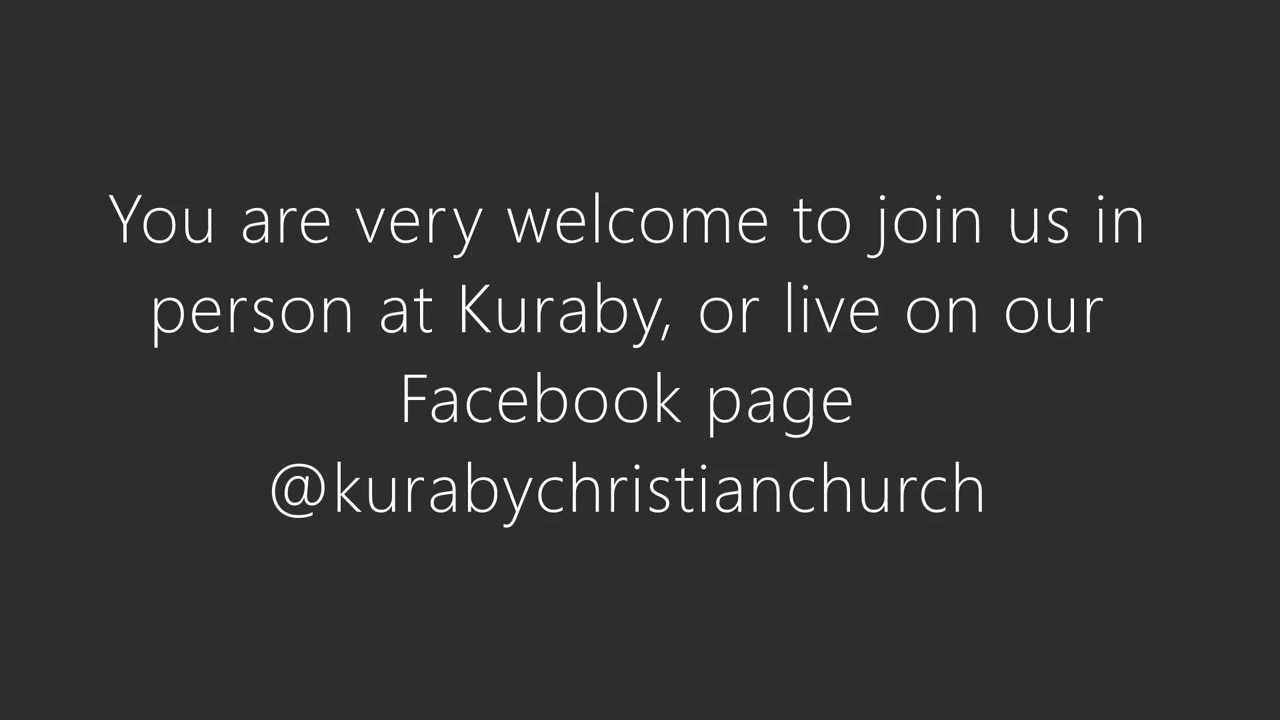 You are very welcome to join us in
person at Kuraby, or live on our
Facebook page
@kurabychristianchurch